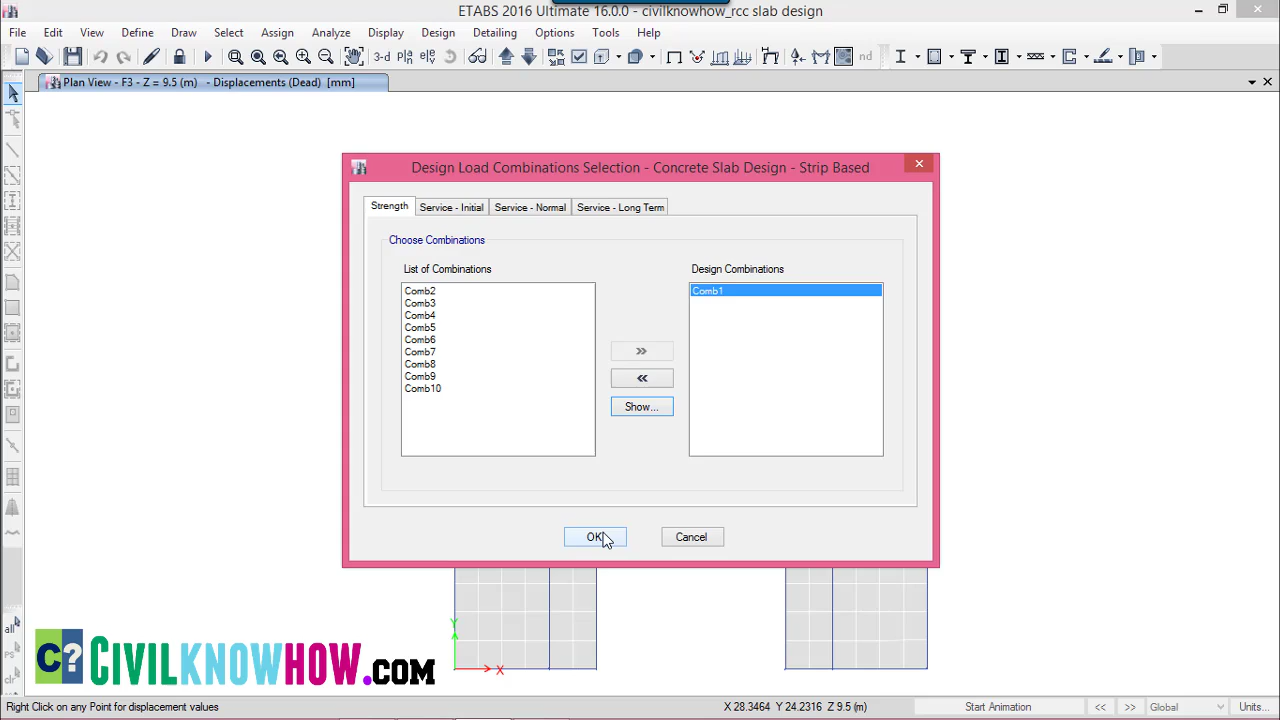 ETABS 2016 Ultimate 16.0.0 - civilknowhow_rcc slab design
File Edit View Define Draw Select Assign Analyze Display Design Detailing Options Tools Help
3-D
Plan View - F3 - Z = 9.5 (m) - Displacements (Dead) [mm]
Design Load Combinations Selection - Concrete Slab Design - Strip Based
Strength Service - Initial Service - Normal Service - Long Term
Choose Combinations
List of Combinations Design Combinations
Comb2 Comb1
Comb3
Comb4
Comb5
Comb6
Comb7
Comb8
Comb9
Comb10
>>
<<
Show...
OK Cancel
Y
X
all
C? CIVILKNOWHOW.COM
Right Click on any Point for displacement values X 28.3464 Y 24.2316 Z 9.5 (m) Start Animation << >> Global Units...